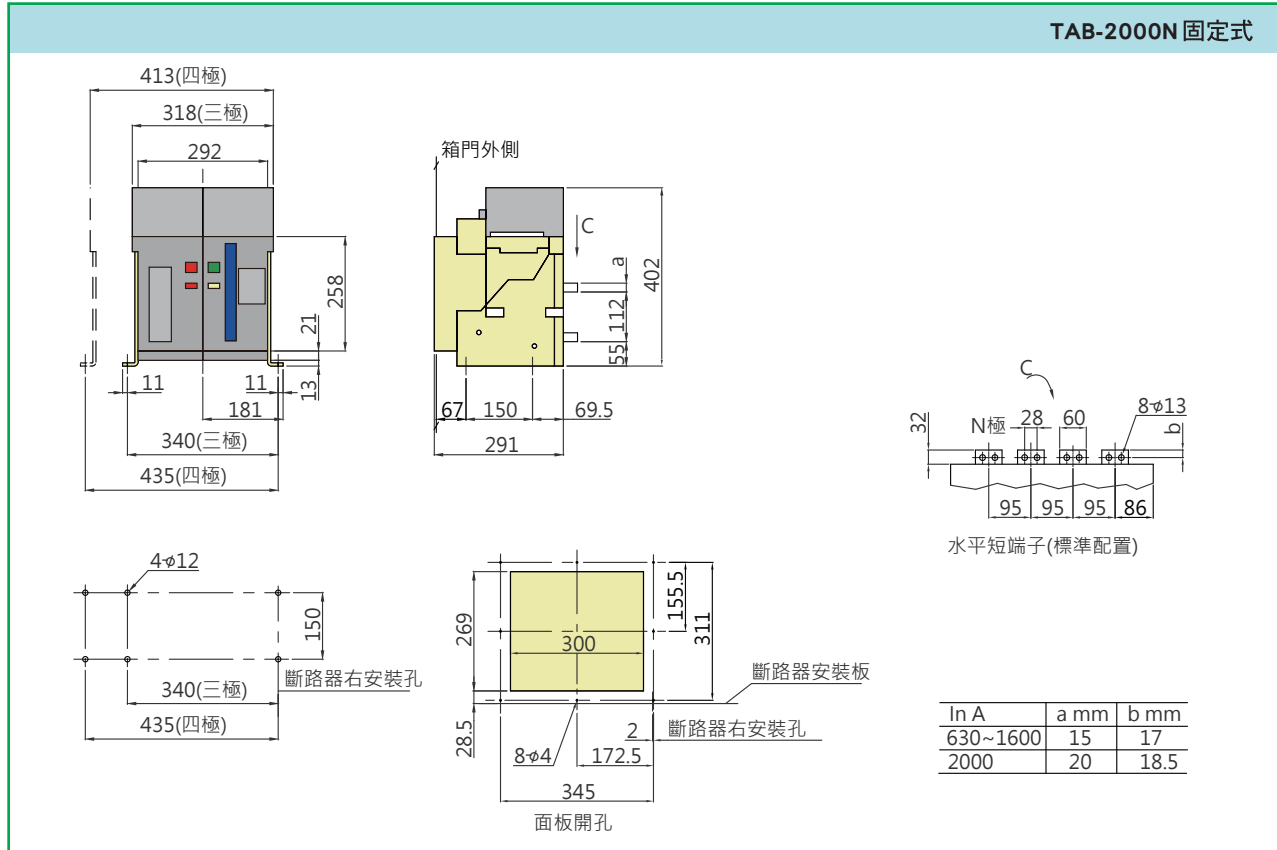 TAB-2000N 固定式
413(四極)
318(三極)
292
258
21
13
11
11
181
340(三極)
435(四極)
箱門外側
C
a
402
112
55
67
150
69.5
291
C
N極
28
60
8-φ13
32
b
95
95
95
86
水平短端子(標準配置)
4-φ12
150
斷路器右安裝孔
340(三極)
435(四極)
269
300
155.5
311
斷路器安裝板
28.5
2
斷路器右安裝孔
8-φ4
172.5
345
面板開孔
In A a mm b mm
630~1600 15 17
2000 20 18.5